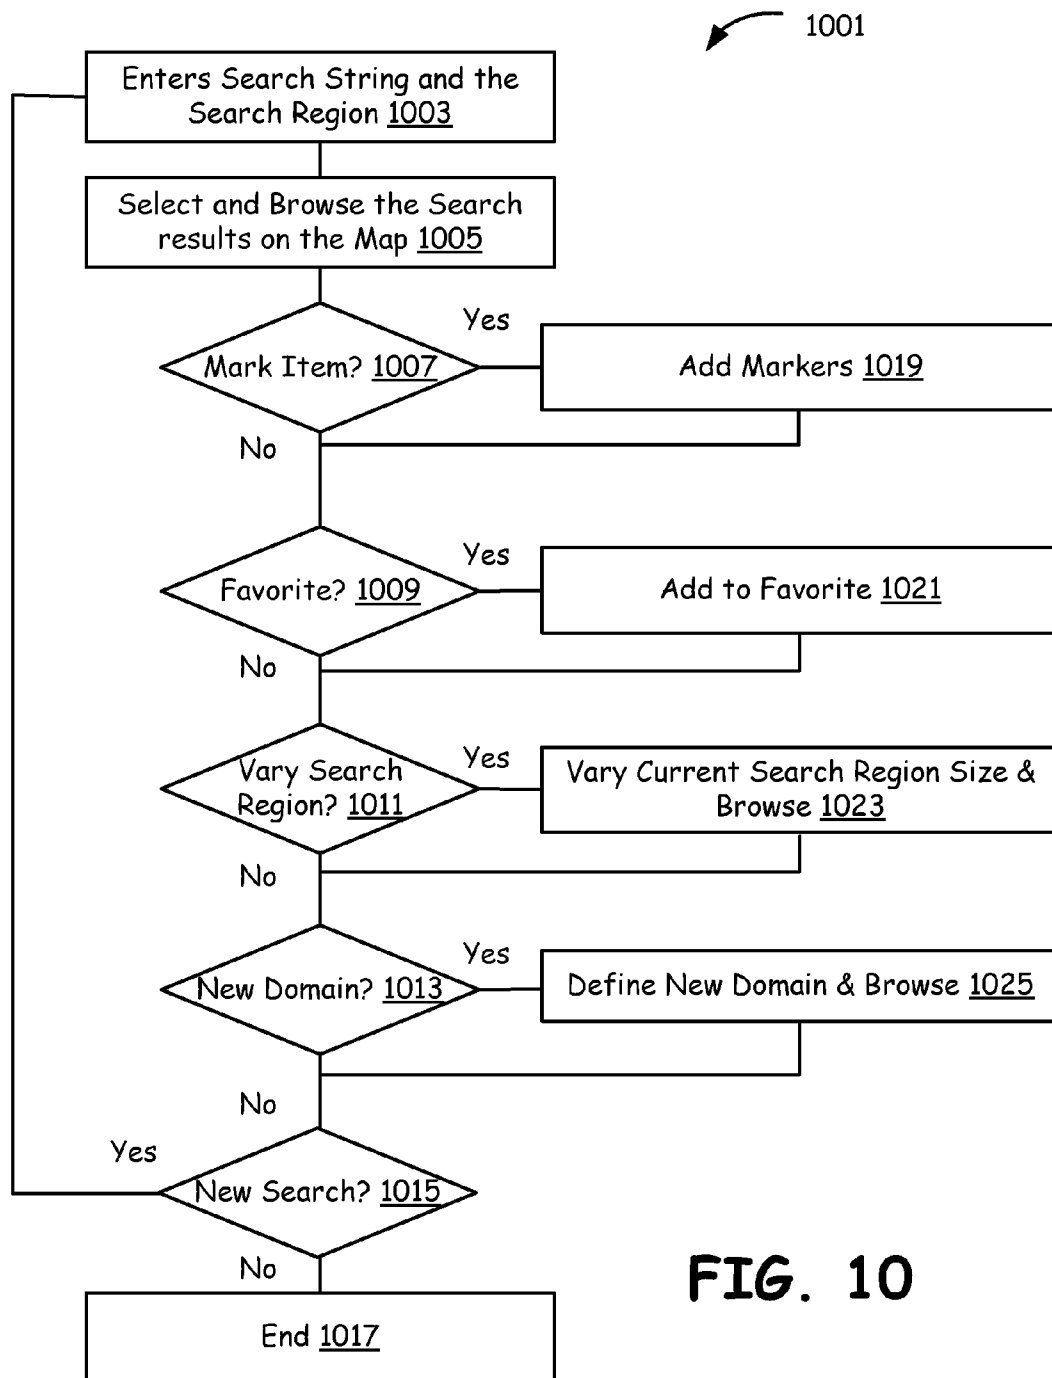 1001
Enters Search String and the
Search Region 1003
Select and Browse the Search
results on the Map 1005
Yes
Mark Item? 1007
Add Markers 1019
No
Yes
Favorite? 1009
Add to Favorite 1021
No
Yes
Vary Search
Region? 1011
Vary Current Search Region Size &
Browse 1023
No
Yes
New Domain? 1013
Define New Domain & Browse 1025
No
Yes
New Search? 1015
No
End 1017
FIG. 10